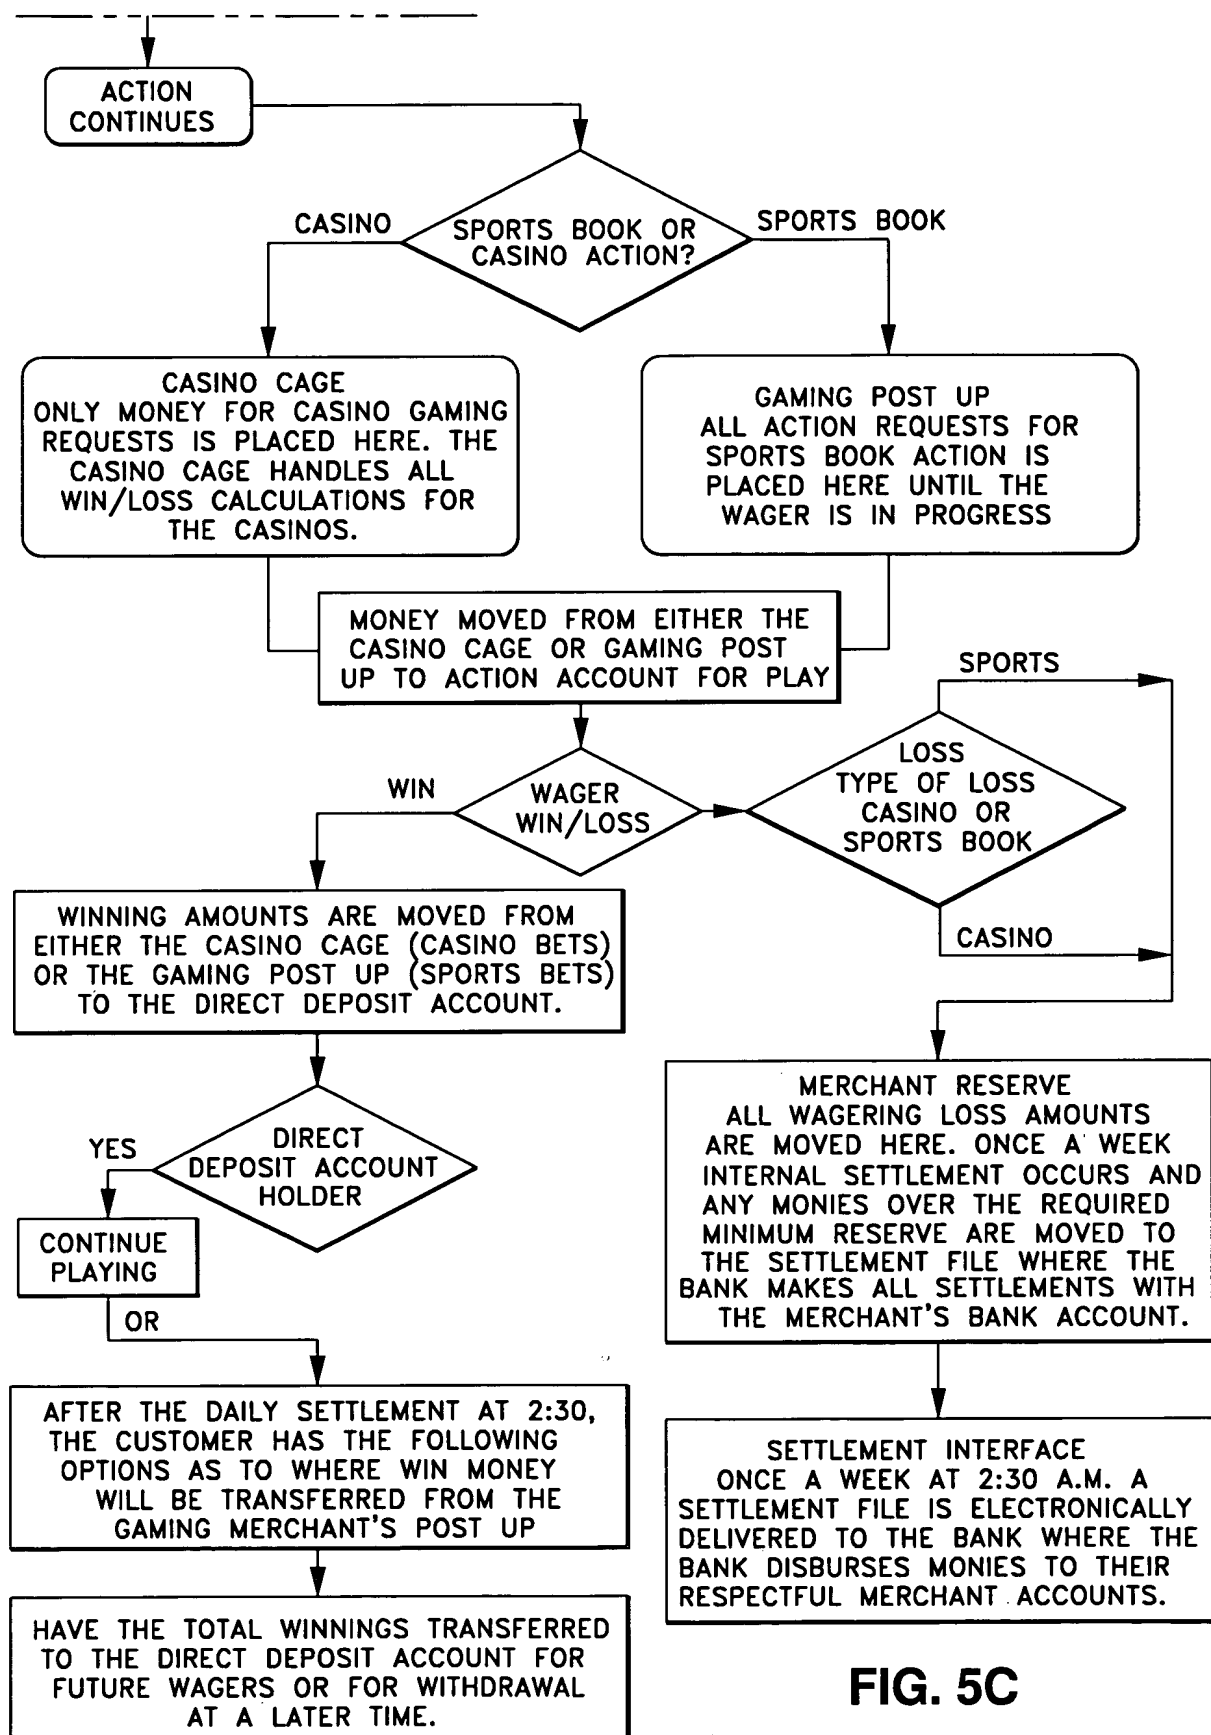 ACTION
CONTINUES
SPORTS BOOK OR
CASINO ACTION?
CASINO
SPORTS BOOK
CASINO CAGE
ONLY MONEY FOR CASINO GAMING
REQUESTS IS PLACED HERE. THE
CASINO CAGE HANDLES ALL
WIN/LOSS CALCULATIONS FOR
THE CASINOS.
GAMING POST UP
ALL ACTION REQUESTS FOR
SPORTS BOOK ACTION IS
PLACED HERE UNTIL THE
WAGER IS IN PROGRESS
MONEY MOVED FROM EITHER THE
CASINO CAGE OR GAMING POST
UP TO ACTION ACCOUNT FOR PLAY
WAGER
WIN/LOSS
WIN
LOSS
TYPE OF LOSS
CASINO OR
SPORTS BOOK
SPORTS
CASINO
WINNING AMOUNTS ARE MOVED FROM
EITHER THE CASINO CAGE (CASINO BETS)
OR THE GAMING POST UP (SPORTS BETS)
TO THE DIRECT DEPOSIT ACCOUNT.
DIRECT
DEPOSIT ACCOUNT
HOLDER
YES
CONTINUE
PLAYING
OR
AFTER THE DAILY SETTLEMENT AT 2:30,
THE CUSTOMER HAS THE FOLLOWING
OPTIONS AS TO WHERE WIN MONEY
WILL BE TRANSFERRED FROM THE
GAMING MERCHANT'S POST UP
HAVE THE TOTAL WINNINGS TRANSFERRED
TO THE DIRECT DEPOSIT ACCOUNT FOR
FUTURE WAGERS OR FOR WITHDRAWAL
AT A LATER TIME.
MERCHANT RESERVE
ALL WAGERING LOSS AMOUNTS
ARE MOVED HERE. ONCE A WEEK
INTERNAL SETTLEMENT OCCURS AND
ANY MONIES OVER THE REQUIRED
MINIMUM RESERVE ARE MOVED TO
THE SETTLEMENT FILE WHERE THE
BANK MAKES ALL SETTLEMENTS WITH
THE MERCHANT'S BANK ACCOUNT.
SETTLEMENT INTERFACE
ONCE A WEEK AT 2:30 A.M. A
SETTLEMENT FILE IS ELECTRONICALLY
DELIVERED TO THE BANK WHERE THE
BANK DISBURSES MONIES TO THEIR
RESPECTFUL MERCHANT ACCOUNTS.
FIG. 5C